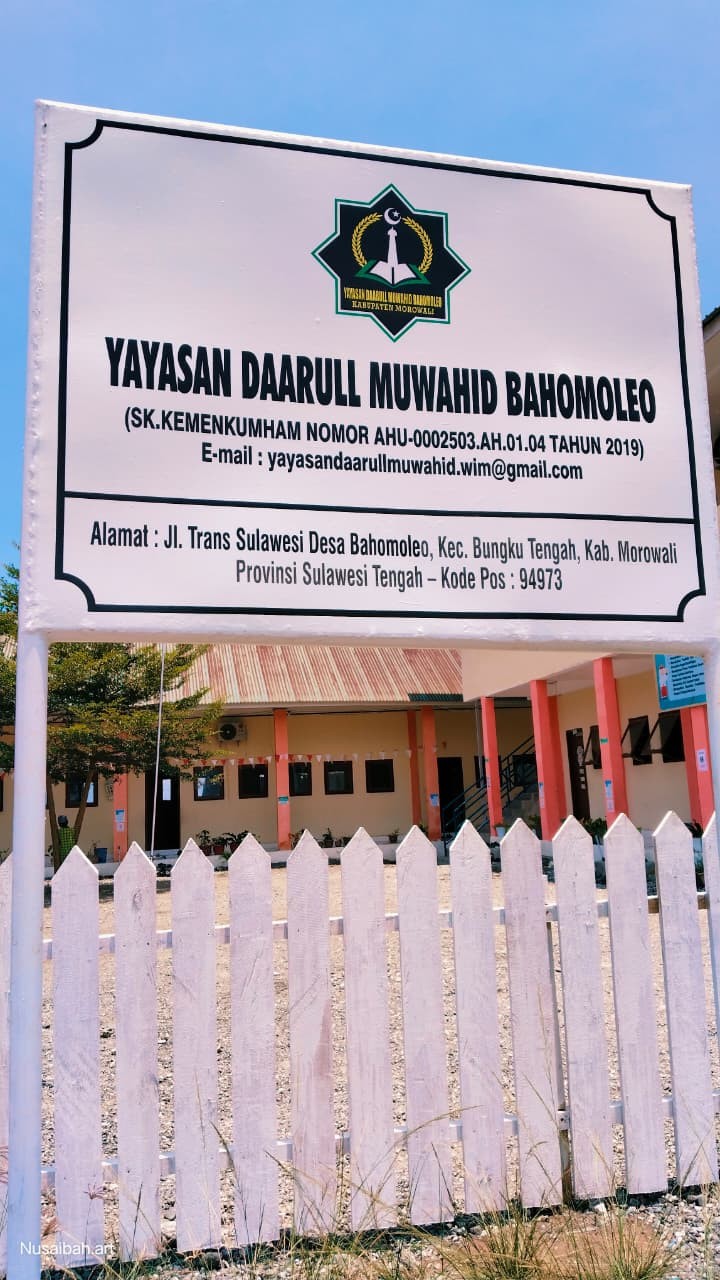 YAYASAN DAARULL MUWAHID BAHOMOLEO
KABUPATEN MOROWALI
YAYASAN DAARULL MUWAHID BAHOMOLEO
(SK.KEMENKUMHAM NOMOR AHU-0002503.AH.01.04 TAHUN 2019)
E-mail : yayasandaarullmuwahid.wim@gmail.com
Alamat : Jl. Trans Sulawesi Desa Bahomoleo, Kec. Bungku Tengah, Kab. Morowali
Provinsi Sulawesi Tengah – Kode Pos : 94973
Nusaibah.art